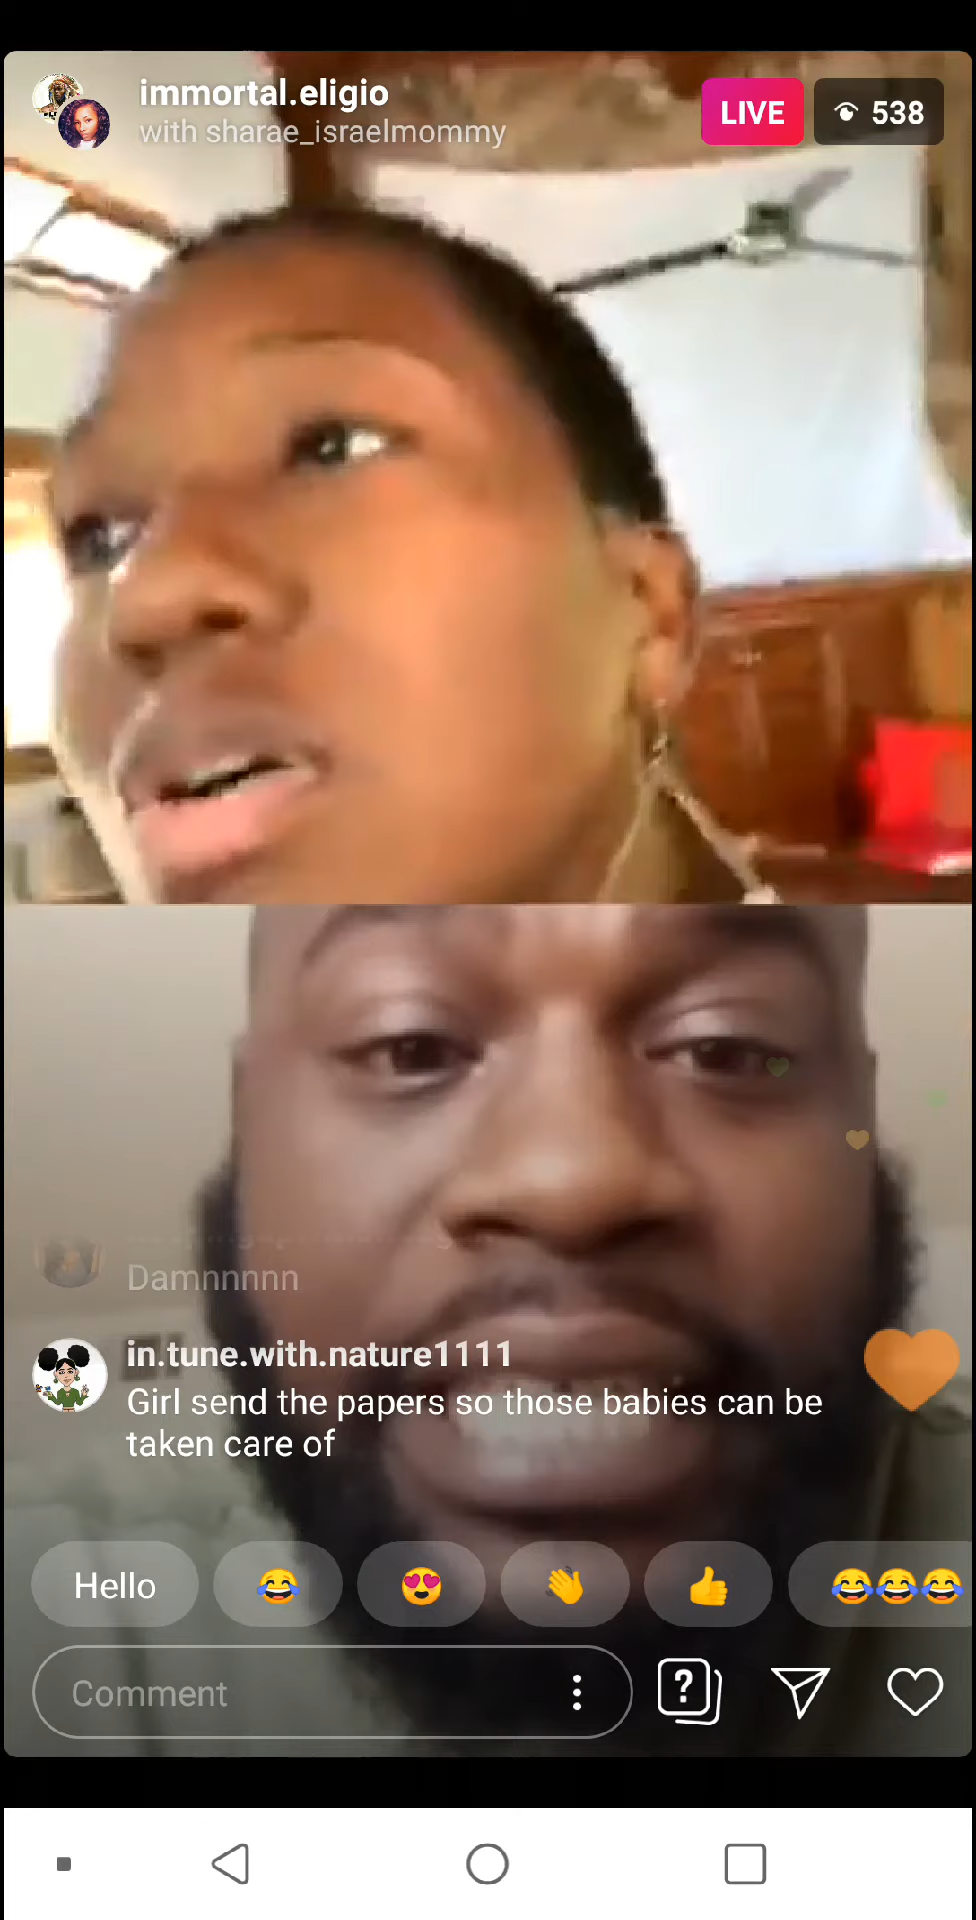 immortal.eligio
with sharae_israelmommy
LIVE
538
Damnnnnn
in.tune.with.nature1111
Girl send the papers so those babies can be
taken care of
Hello
Comment